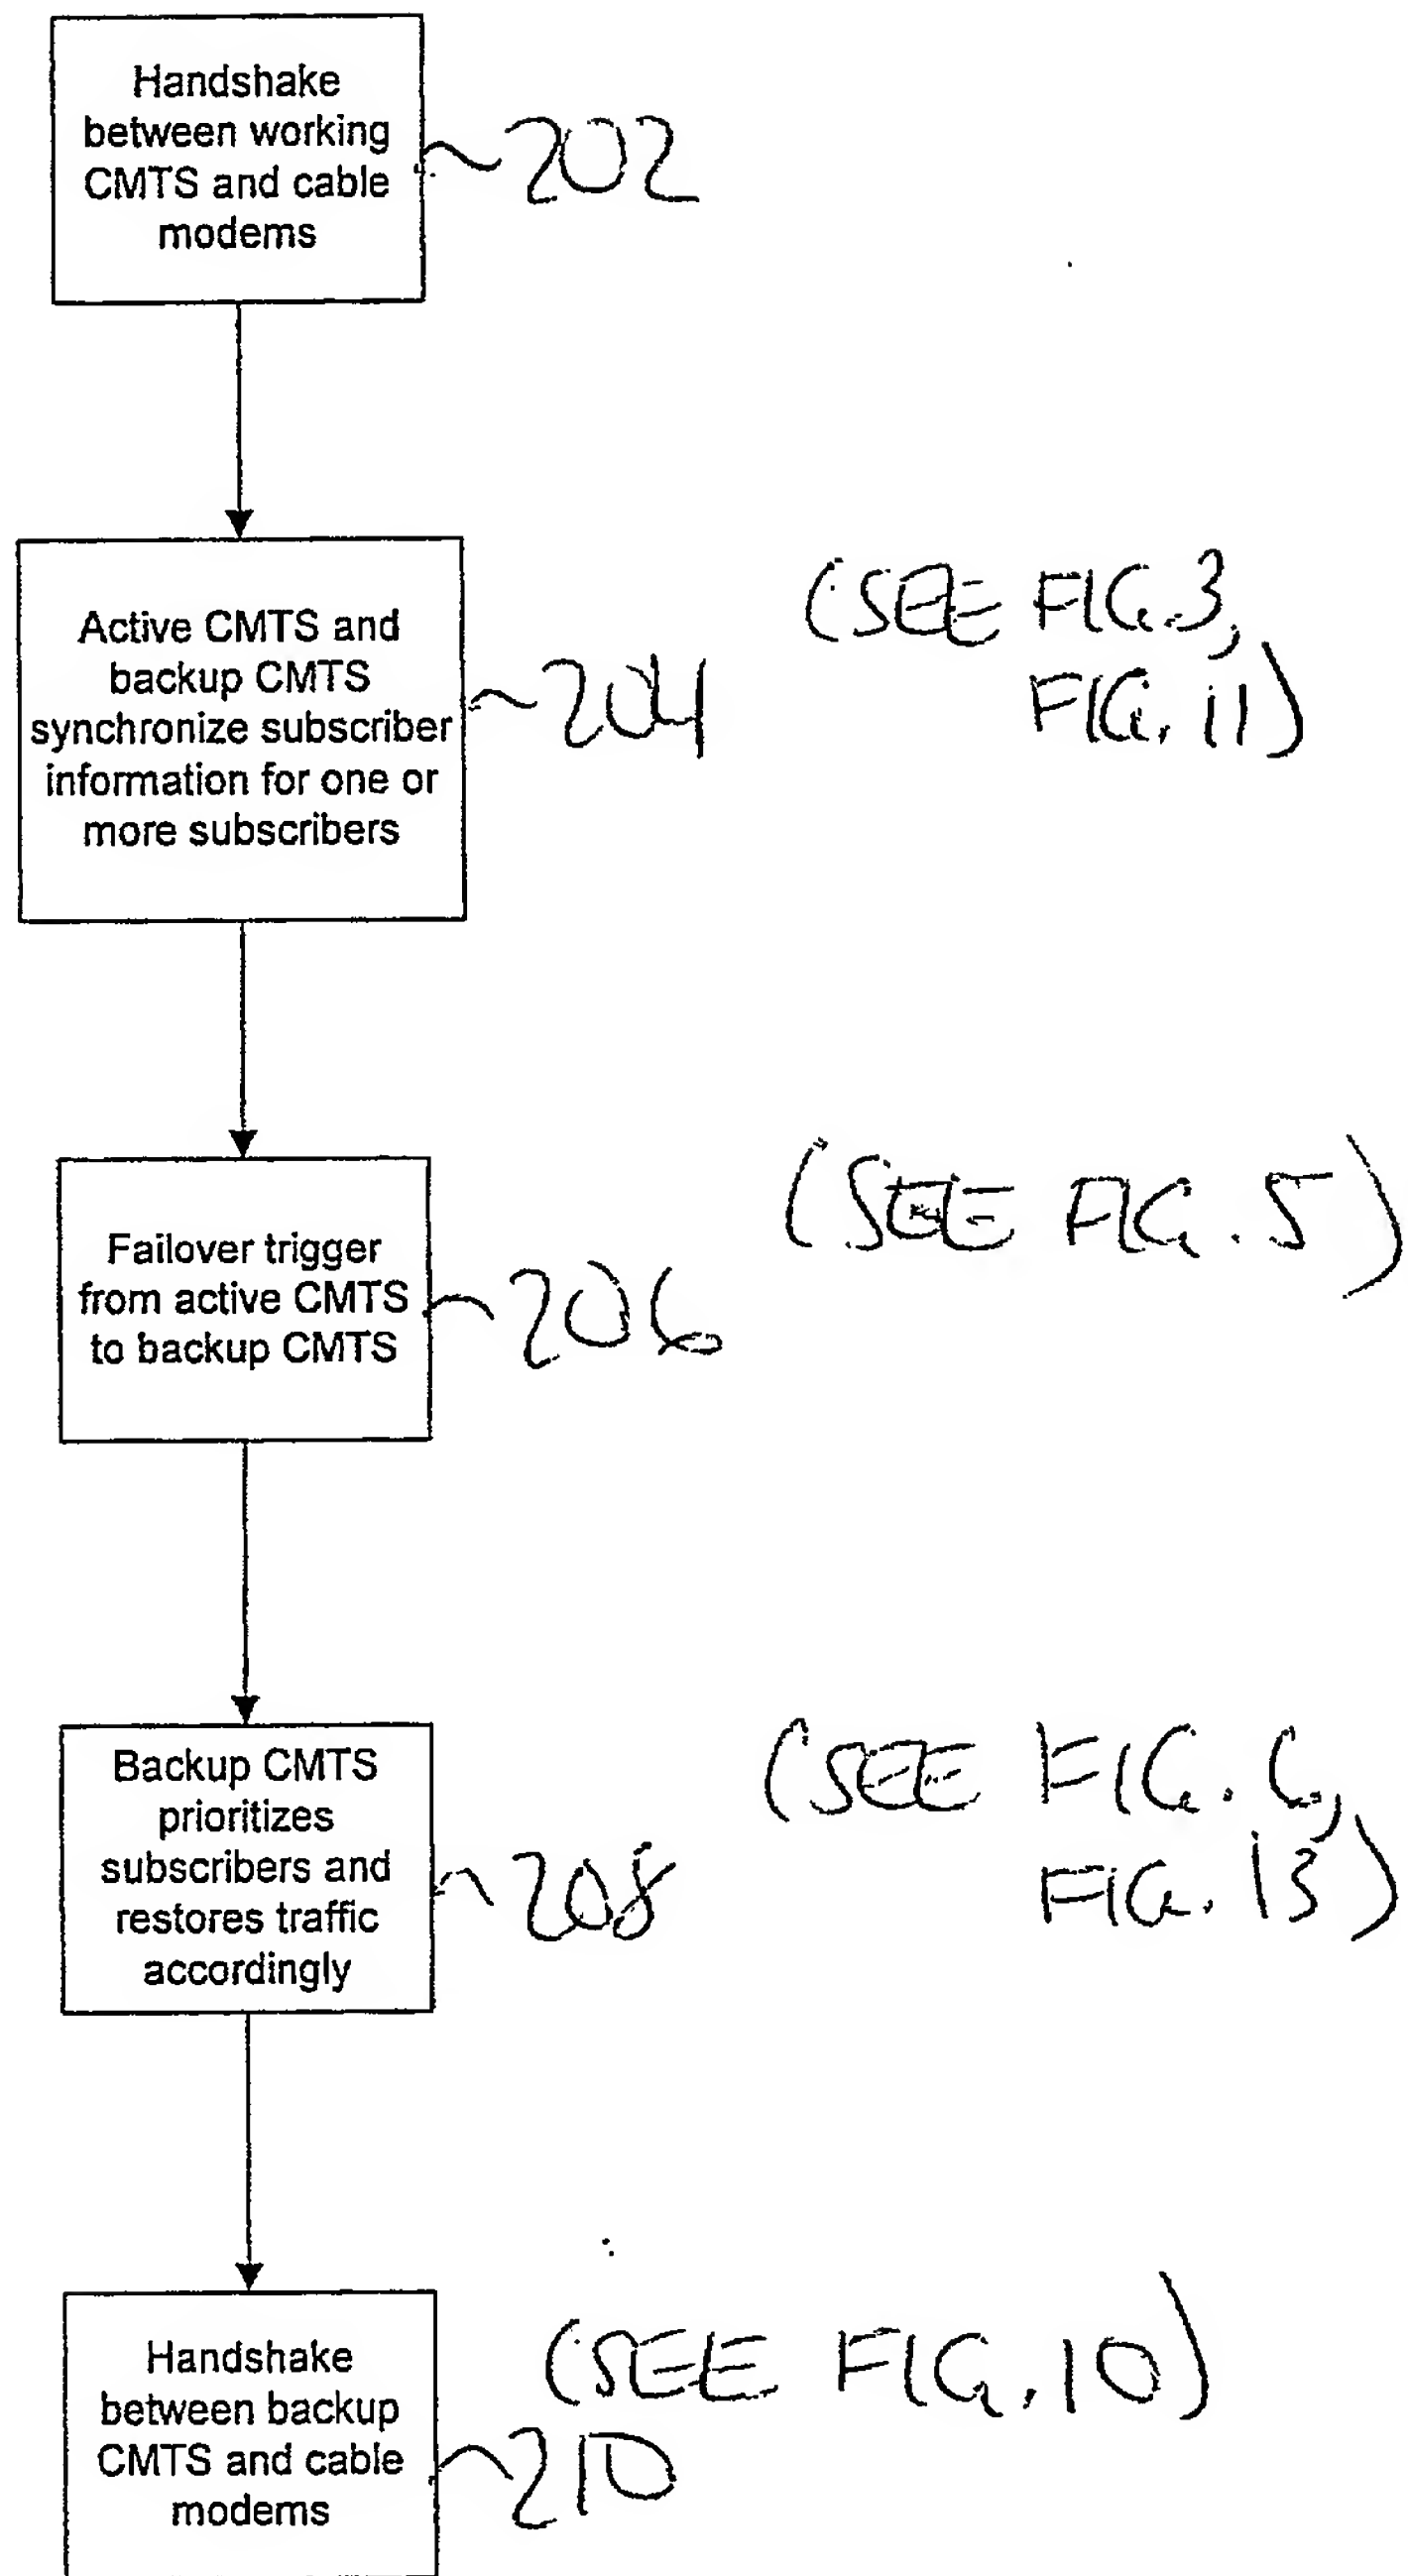 Handshake
between working
CMTS and cable
modems
202
Active CMTS and
backup CMTS
synchronize subscriber
information for one or
more subscribers
204
(SEE FIG. 3,
FIG. 11)
Failover trigger
from active CMTS
to backup CMTS
206
(SEE FIG. 5)
Backup CMTS
prioritizes
subscribers and
restores traffic
accordingly
208
(SEE FIG. 6,
FIG. 13)
Handshake
between backup
CMTS and cable
modems
(SEE FIG. 10)
210